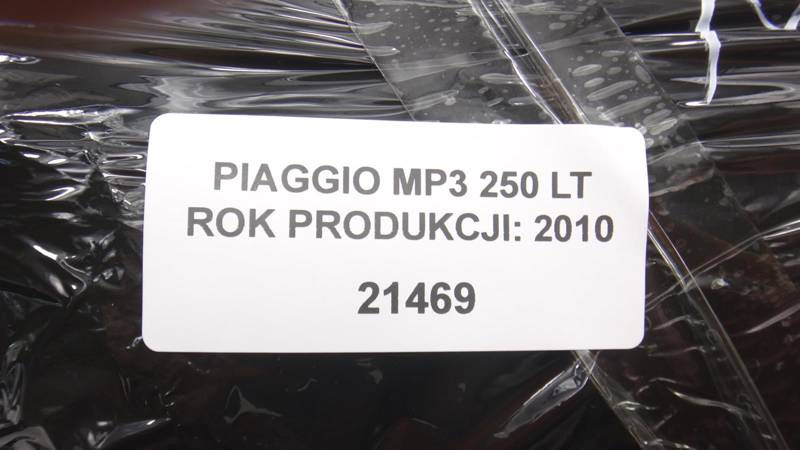 PIAGGIO MP3 250 LT
ROK PRODUKCJI: 2010
21469